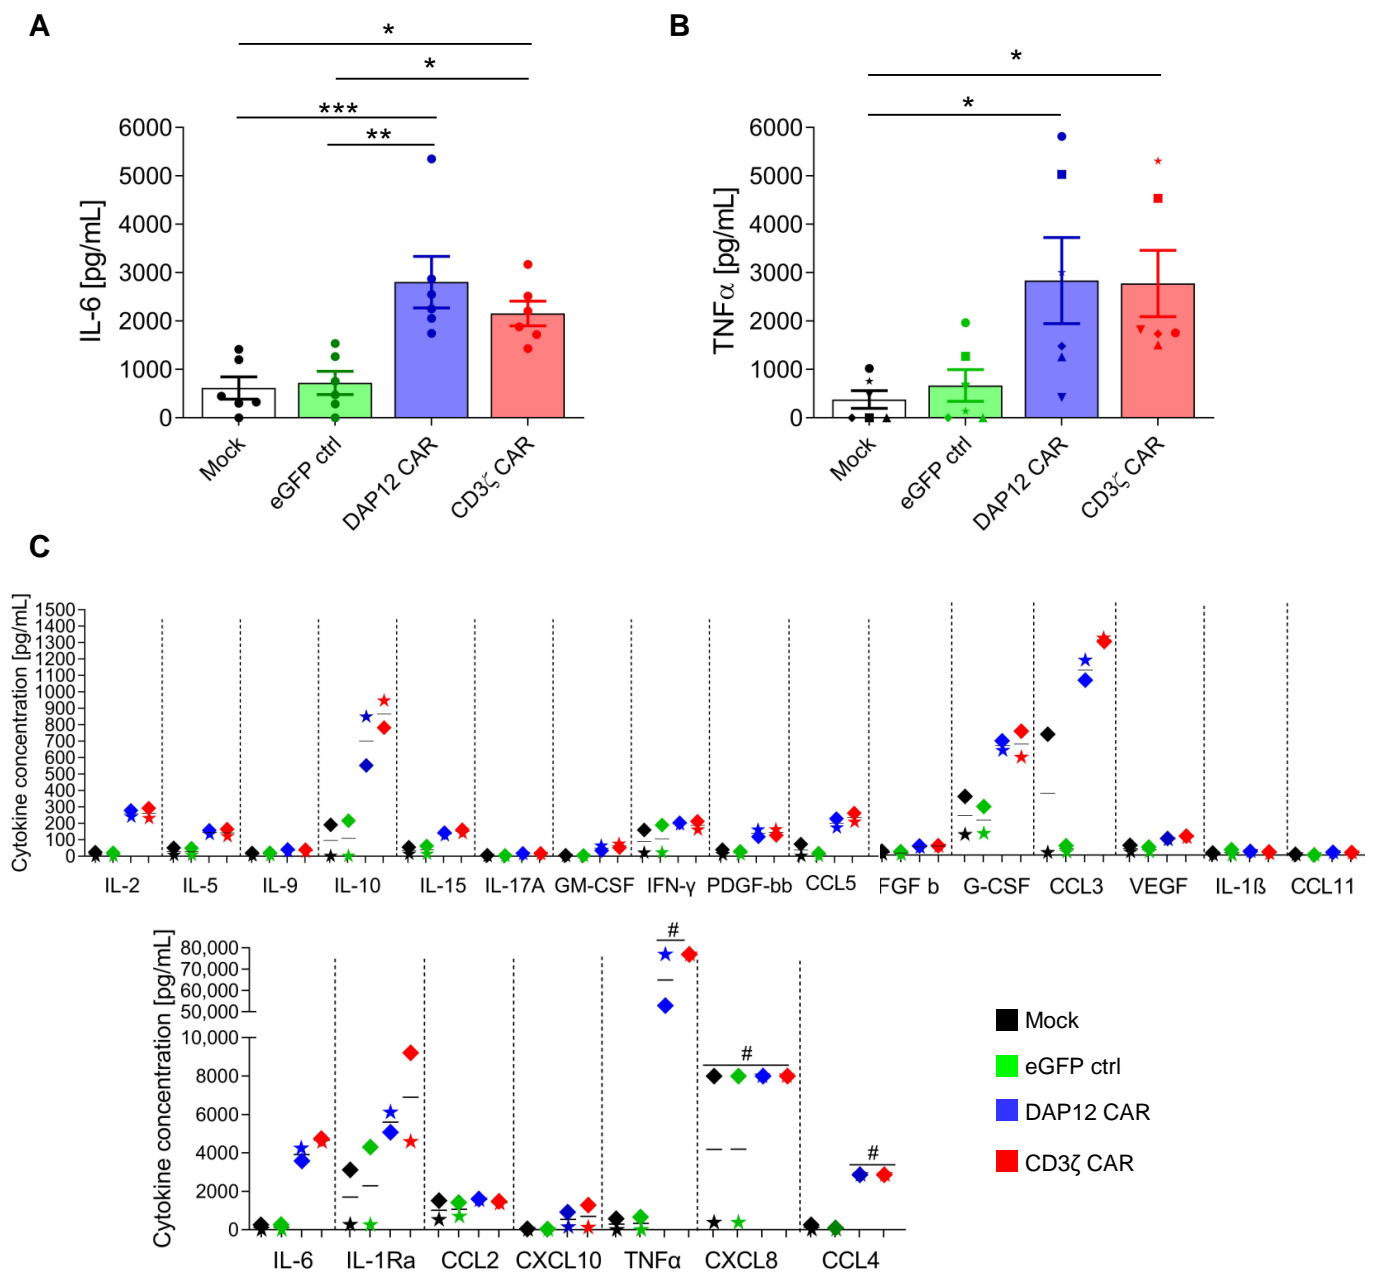 A
*
*
***
**
IL-6 [pg/mL]
6000
5000
4000
3000
2000
1000
0
Mock
eGFP ctrl
DAP12 CAR
CD3ζ CAR
B
*
*
TNFα [pg/mL]
6000
5000
4000
3000
2000
1000
0
Mock
eGFP ctrl
DAP12 CAR
CD3ζ CAR
C
Cytokine concentration [pg/mL]
1500
1400
1300
1200
1100
1000
900
800
700
600
500
400
300
200
100
0
IL-2 IL-5 IL-9 IL-10 IL-15 IL-17A GM-CSF IFN-γ PDGF-bb CCL5 FGF b G-CSF CCL3 VEGF IL-1ß CCL11
Cytokine concentration [pg/mL]
80,000
70,000
60,000
50,000
10,000
8000
6000
4000
2000
0
#
#
#
IL-6 IL-1Ra CCL2 CXCL10 TNFα CXCL8 CCL4
Mock
eGFP ctrl
DAP12 CAR
CD3ζ CAR